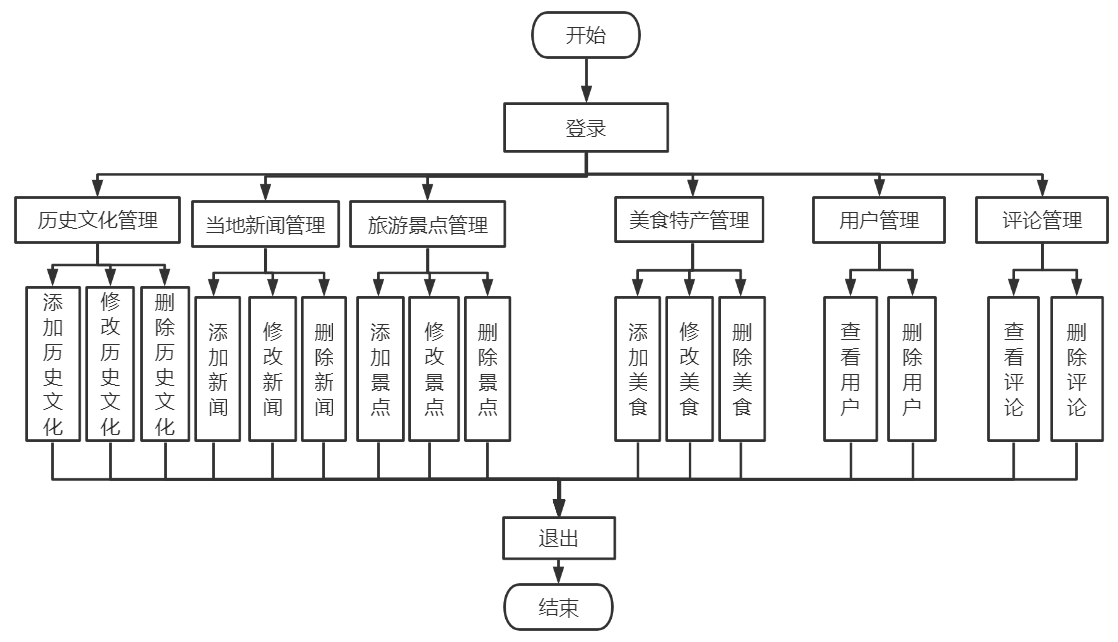 开始
登录
历史文化管理
当地新闻管理
旅游景点管理
美食特产管理
用户管理
评论管理
添加历史文化
修改历史文化
删除历史文化
添加新闻
修改新闻
删除新闻
添加景点
修改景点
删除景点
添加美食
修改美食
删除美食
查看用户
删除用户
查看评论
删除评论
退出
结束